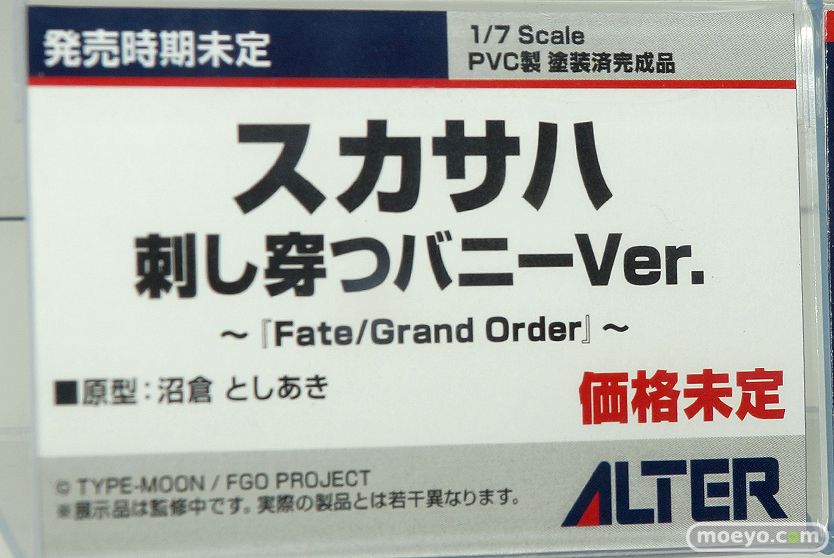 発売時期未定
1/7 Scale
PVC製 塗装済完成品
スカサハ
刺し穿つバニーVer.
～『Fate/Grand Order』～
■原型：沼倉 としあき
価格未定
© TYPE-MOON / FGO PROJECT
※展示品は監修中です。実際の製品とは若干異なります。
ALTER
moeyo.com